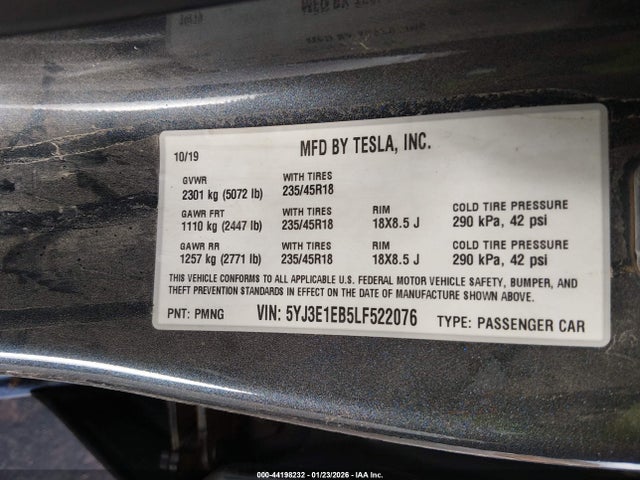 10/19 MFD BY TESLA, INC.
GVWR WITH TIRES
2301 kg (5072 lb) 235/45R18
GAWR FRT WITH TIRES RIM COLD TIRE PRESSURE
1110 kg (2447 lb) 235/45R18 18X8.5 J 290 kPa, 42 psi
GAWR RR WITH TIRES RIM COLD TIRE PRESSURE
1257 kg (2771 lb) 235/45R18 18X8.5 J 290 kPa, 42 psi
THIS VEHICLE CONFORMS TO ALL APPLICABLE U.S. FEDERAL MOTOR VEHICLE SAFETY, BUMPER, AND
THEFT PREVENTION STANDARDS IN EFFECT ON THE DATE OF MANUFACTURE SHOWN ABOVE.
PNT: PMNG VIN: 5YJ3E1EB5LF522076 TYPE: PASSENGER CAR
000-44198232 - 01/23/2026 - IAA Inc.